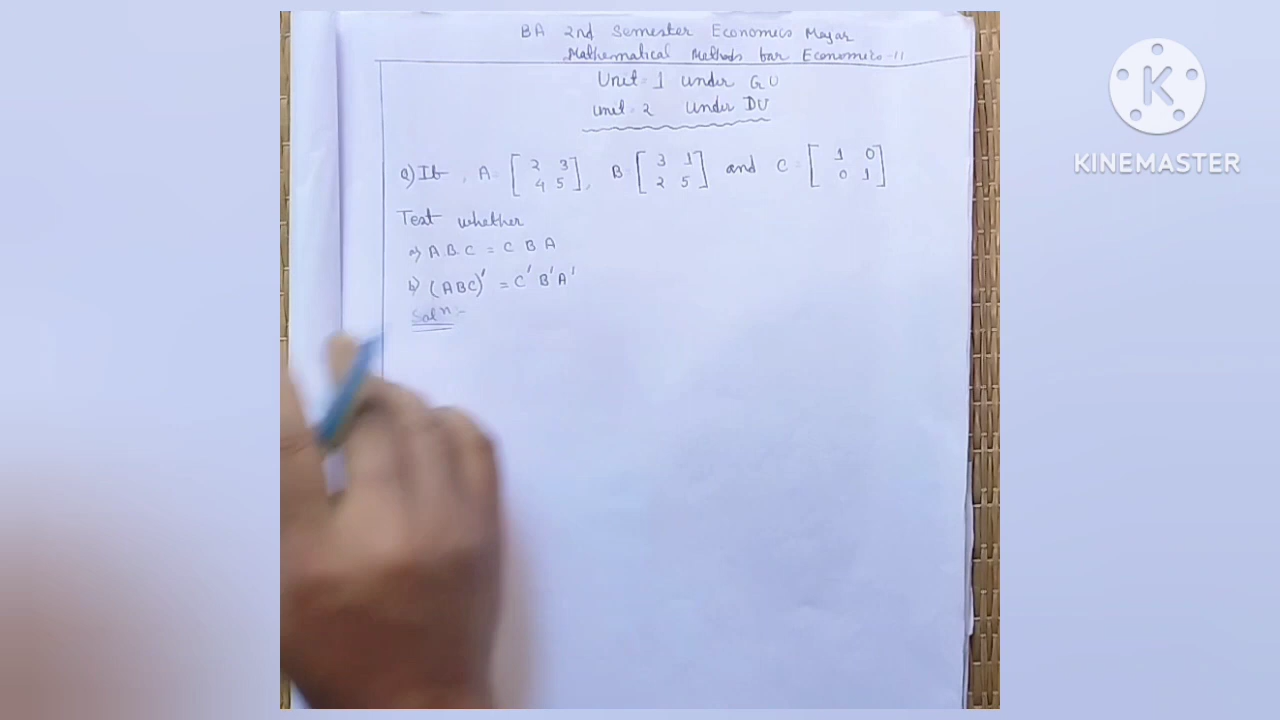 BA 2nd Semester Economics Major
Mathematical Methods for Economics-II
Unit = 1 under GU
Unit = 2 under DU
Q) If, A = [2 3 4 5], B = [3 1 2 5] and C = [1 0 0 1]
Test whether
a) ABC = C B A
b) (ABC)' = C' B' A'
Solⁿ:-
K
KINEMASTER